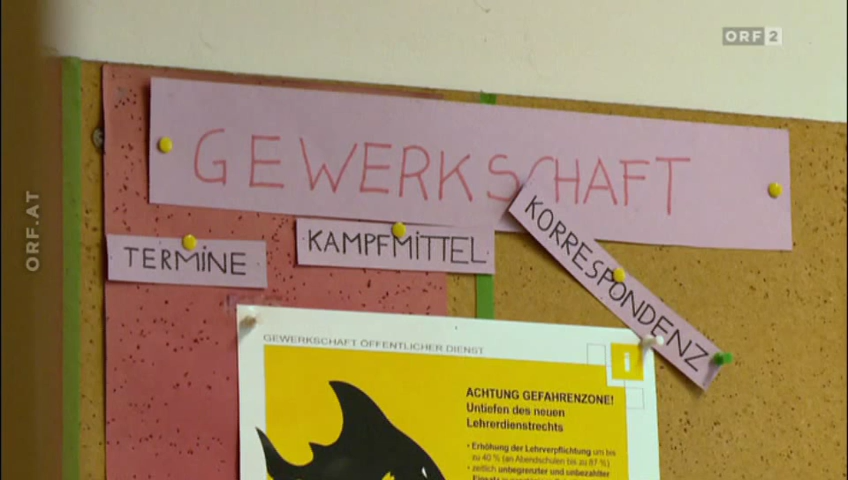 ORF 2
ORF.AT
GEWERKSCHAFT
TERMINE
KAMPFMITTEL
KORRESPONDENZ
GEWERKSCHAFT ÖFFENTLICHER DIENST
i
ACHTUNG GEFAHRENZONE!
Untiefen des neuen
Lehrerdienstrechts
• Erhöhung der Lehrverpflichtung um bis
zu 40 % (an Abendschulen bis zu 87 %)
• zeitlich unbegrenzter und unbezahlter